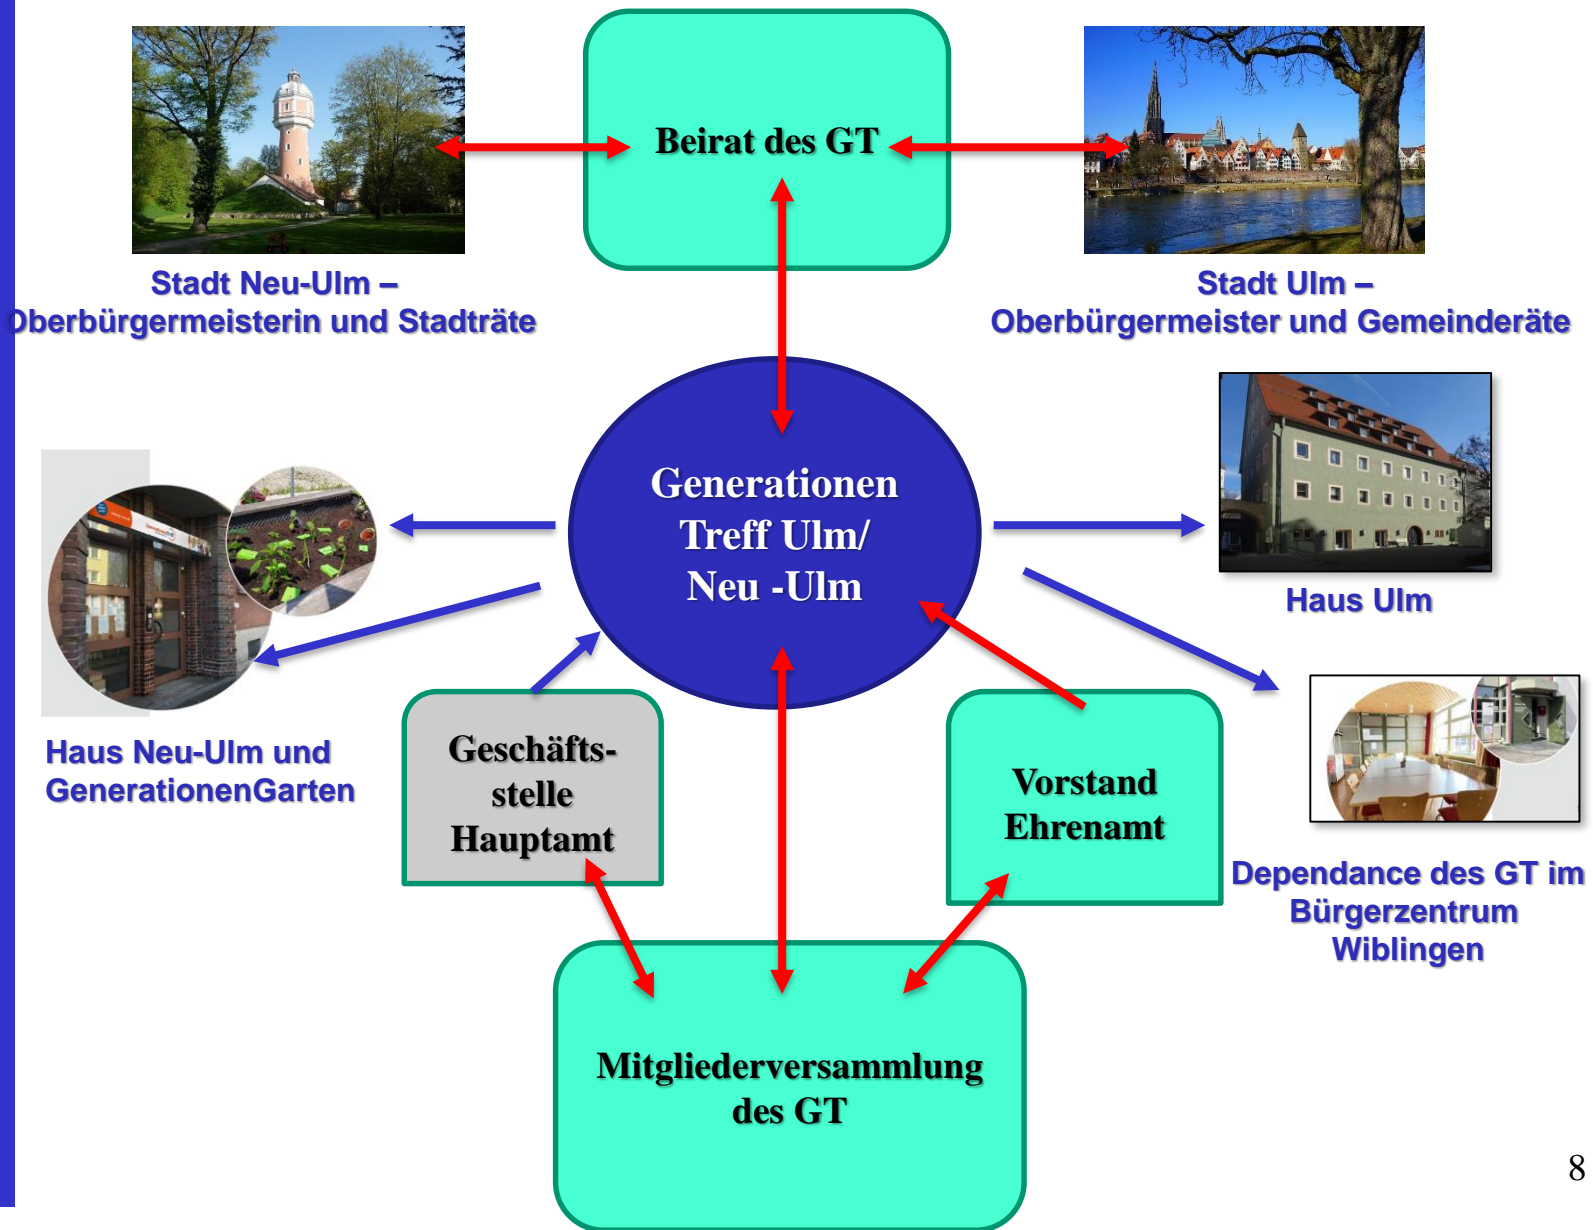 Beirat des GT
Stadt Neu-Ulm –
Oberbürgermeisterin und Stadträte
Stadt Ulm –
Oberbürgermeister und Gemeinderäte
Generationen
Treff Ulm/
Neu -Ulm
Haus Ulm
Haus Neu-Ulm und
GenerationenGarten
Geschäfts-
stelle
Hauptamt
Vorstand
Ehrenamt
Dependance des GT im
Bürgerzentrum
Wiblingen
Mitgliederversammlung
des GT
8